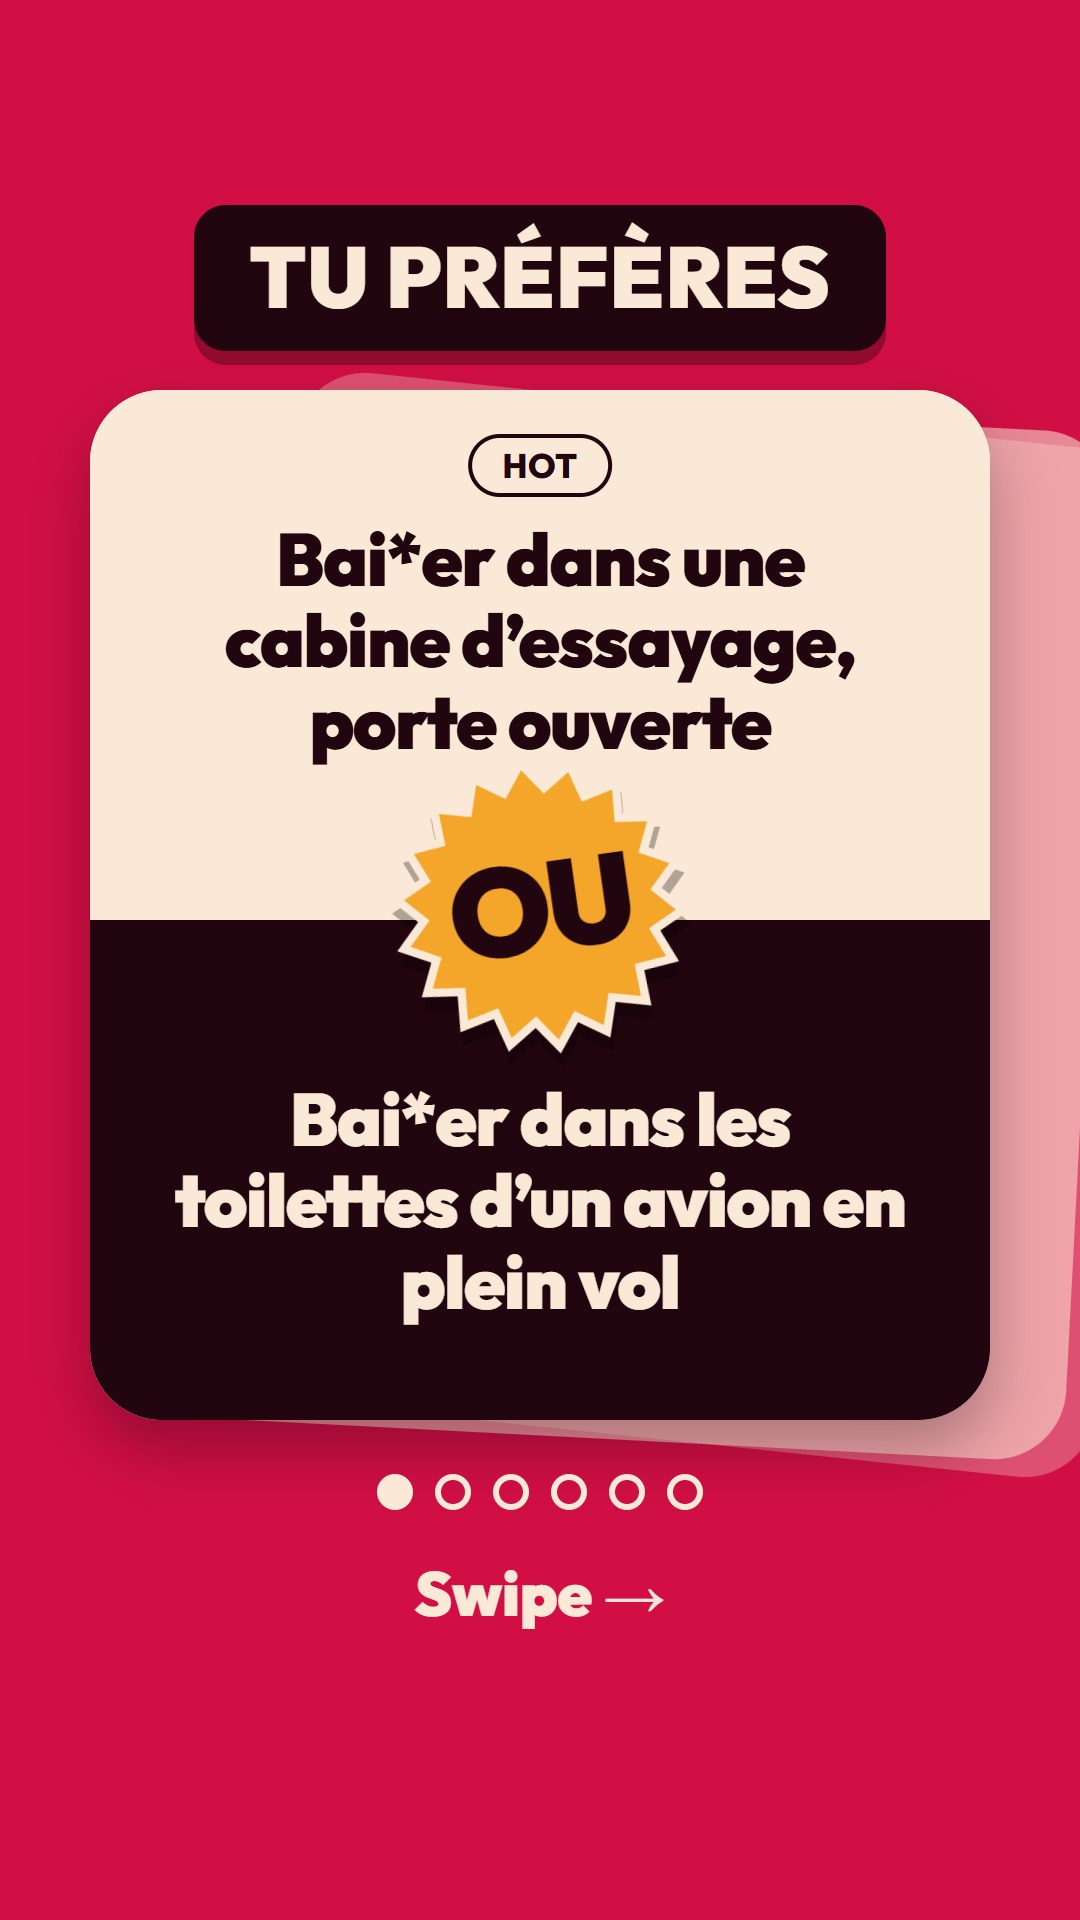 TU PRÉFÈRES
HOT
Bai*er dans une
cabine d’essayage,
porte ouverte
OU
Bai*er dans les
toilettes d’un avion en
plein vol
Swipe →